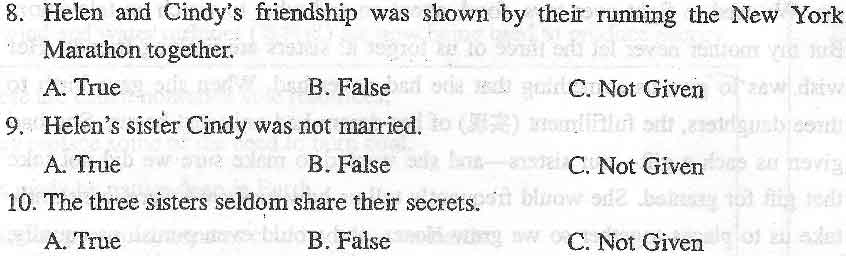 8. Helen and Cindy's friendship was shown by their running the New York
Marathon together.
A. True B. False C. Not Given
9. Helen's sister Cindy was not married.
A. True B. False C. Not Given
10. The three sisters seldom share their secrets.
A. True B. False C. Not Given